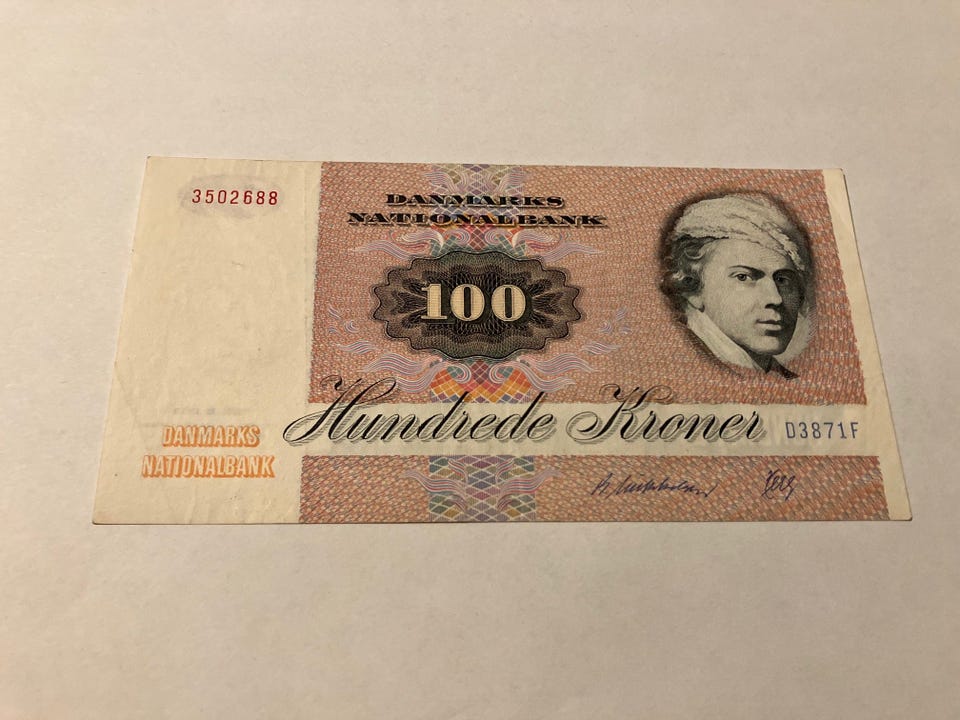 3502688
DANMARKS
NATIONALBANK
100
Hundrede Kroner
D3871F
DANMARKS
NATIONALBANK